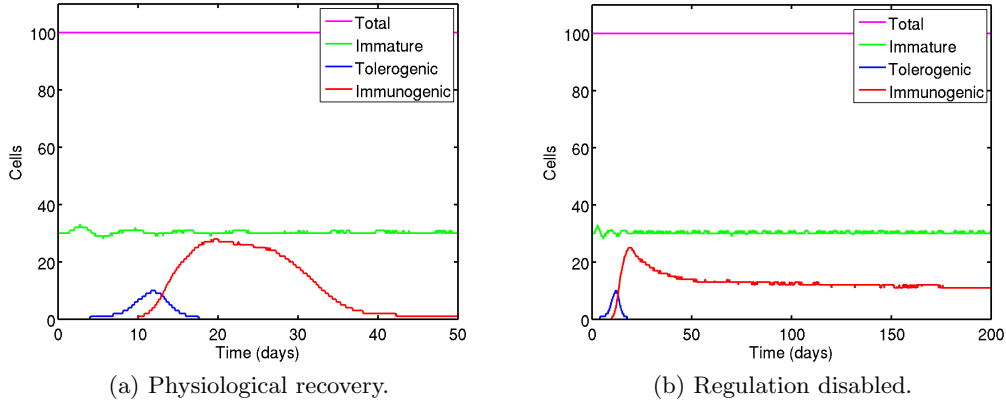 100
80
60
40
20
0
Cells
Total
Immature
Tolerogenic
Immunogenic
0 10 20 30 40 50
Time (days)
(a) Physiological recovery.
100
80
60
40
20
0
Cells
Total
Immature
Tolerogenic
Immunogenic
0 50 100 150 200
Time (days)
(b) Regulation disabled.